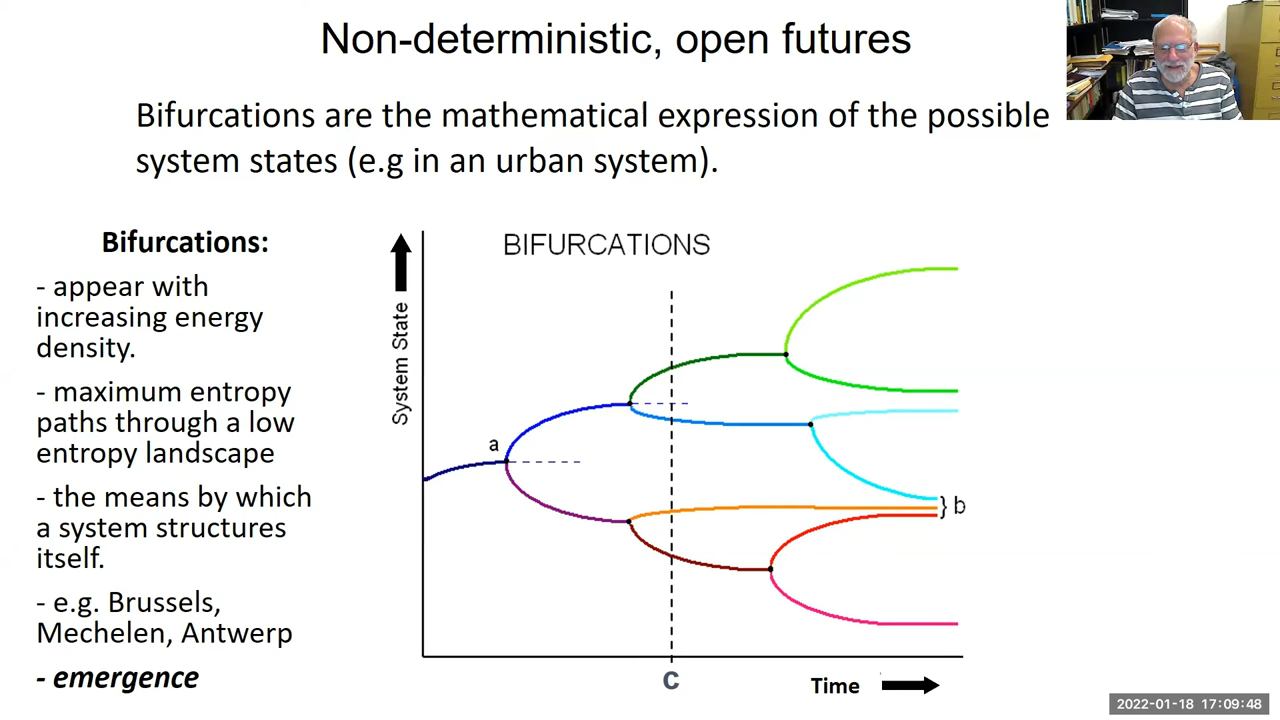 Non-deterministic, open futures
Bifurcations are the mathematical expression of the possible
system states (e.g in an urban system).
Bifurcations:
- appear with
increasing energy
density.
- maximum entropy
paths through a low
entropy landscape
- the means by which
a system structures
itself.
- e.g. Brussels,
Mechelen, Antwerp
- emergence
BIFURCATIONS
System State
a
} b
C
Time
2022-01-18 17:09:48